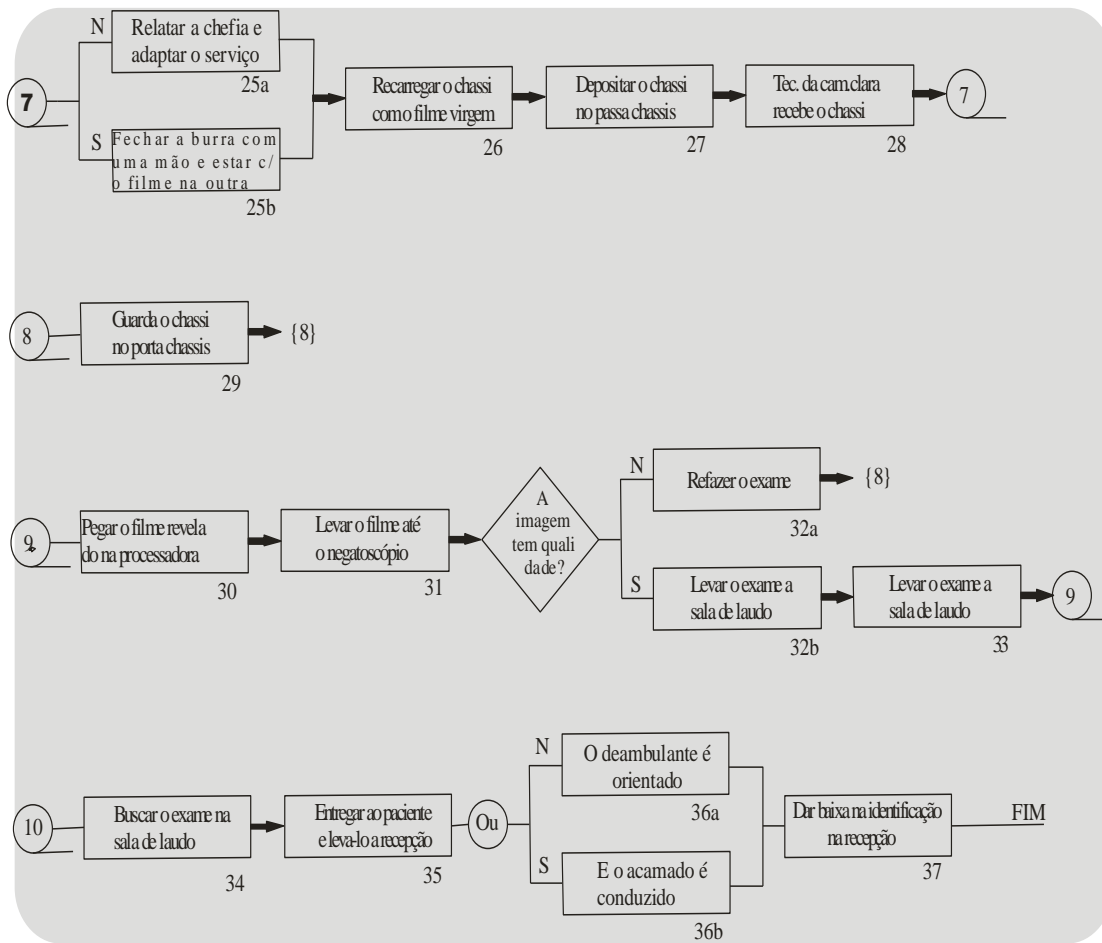 N
Relatar a chefia e
adaptar o serviço
25a
7
S
Fechar a burra com
uma mão e estar c/
o filme na outra
25b
Recarregar o chassi
com o filme virgem
26
Depositar o chassi
no passa chassis
27
Tec. da cam.clara
recebe o chassi
28
7
8
Guarda o chassi
no porta chassis
29
{8}
9
Pegar o filme revela
do na processadora
30
Levar o filme até
o negatoscópio
31
A
imagem
tem quali
dade?
N
Refazer o exame
32a
{8}
S
Levar o exame a
sala de laudo
32b
Levar o exame a
sala de laudo
33
9
10
Buscar o exame na
sala de laudo
34
Entregar ao paciente
e leva-lo a recepção
35
Ou
N
O deambulante é
orientado
36a
S
E o acamado é
conduzido
36b
Dar baixa na identificação
na recepção
37
FIM